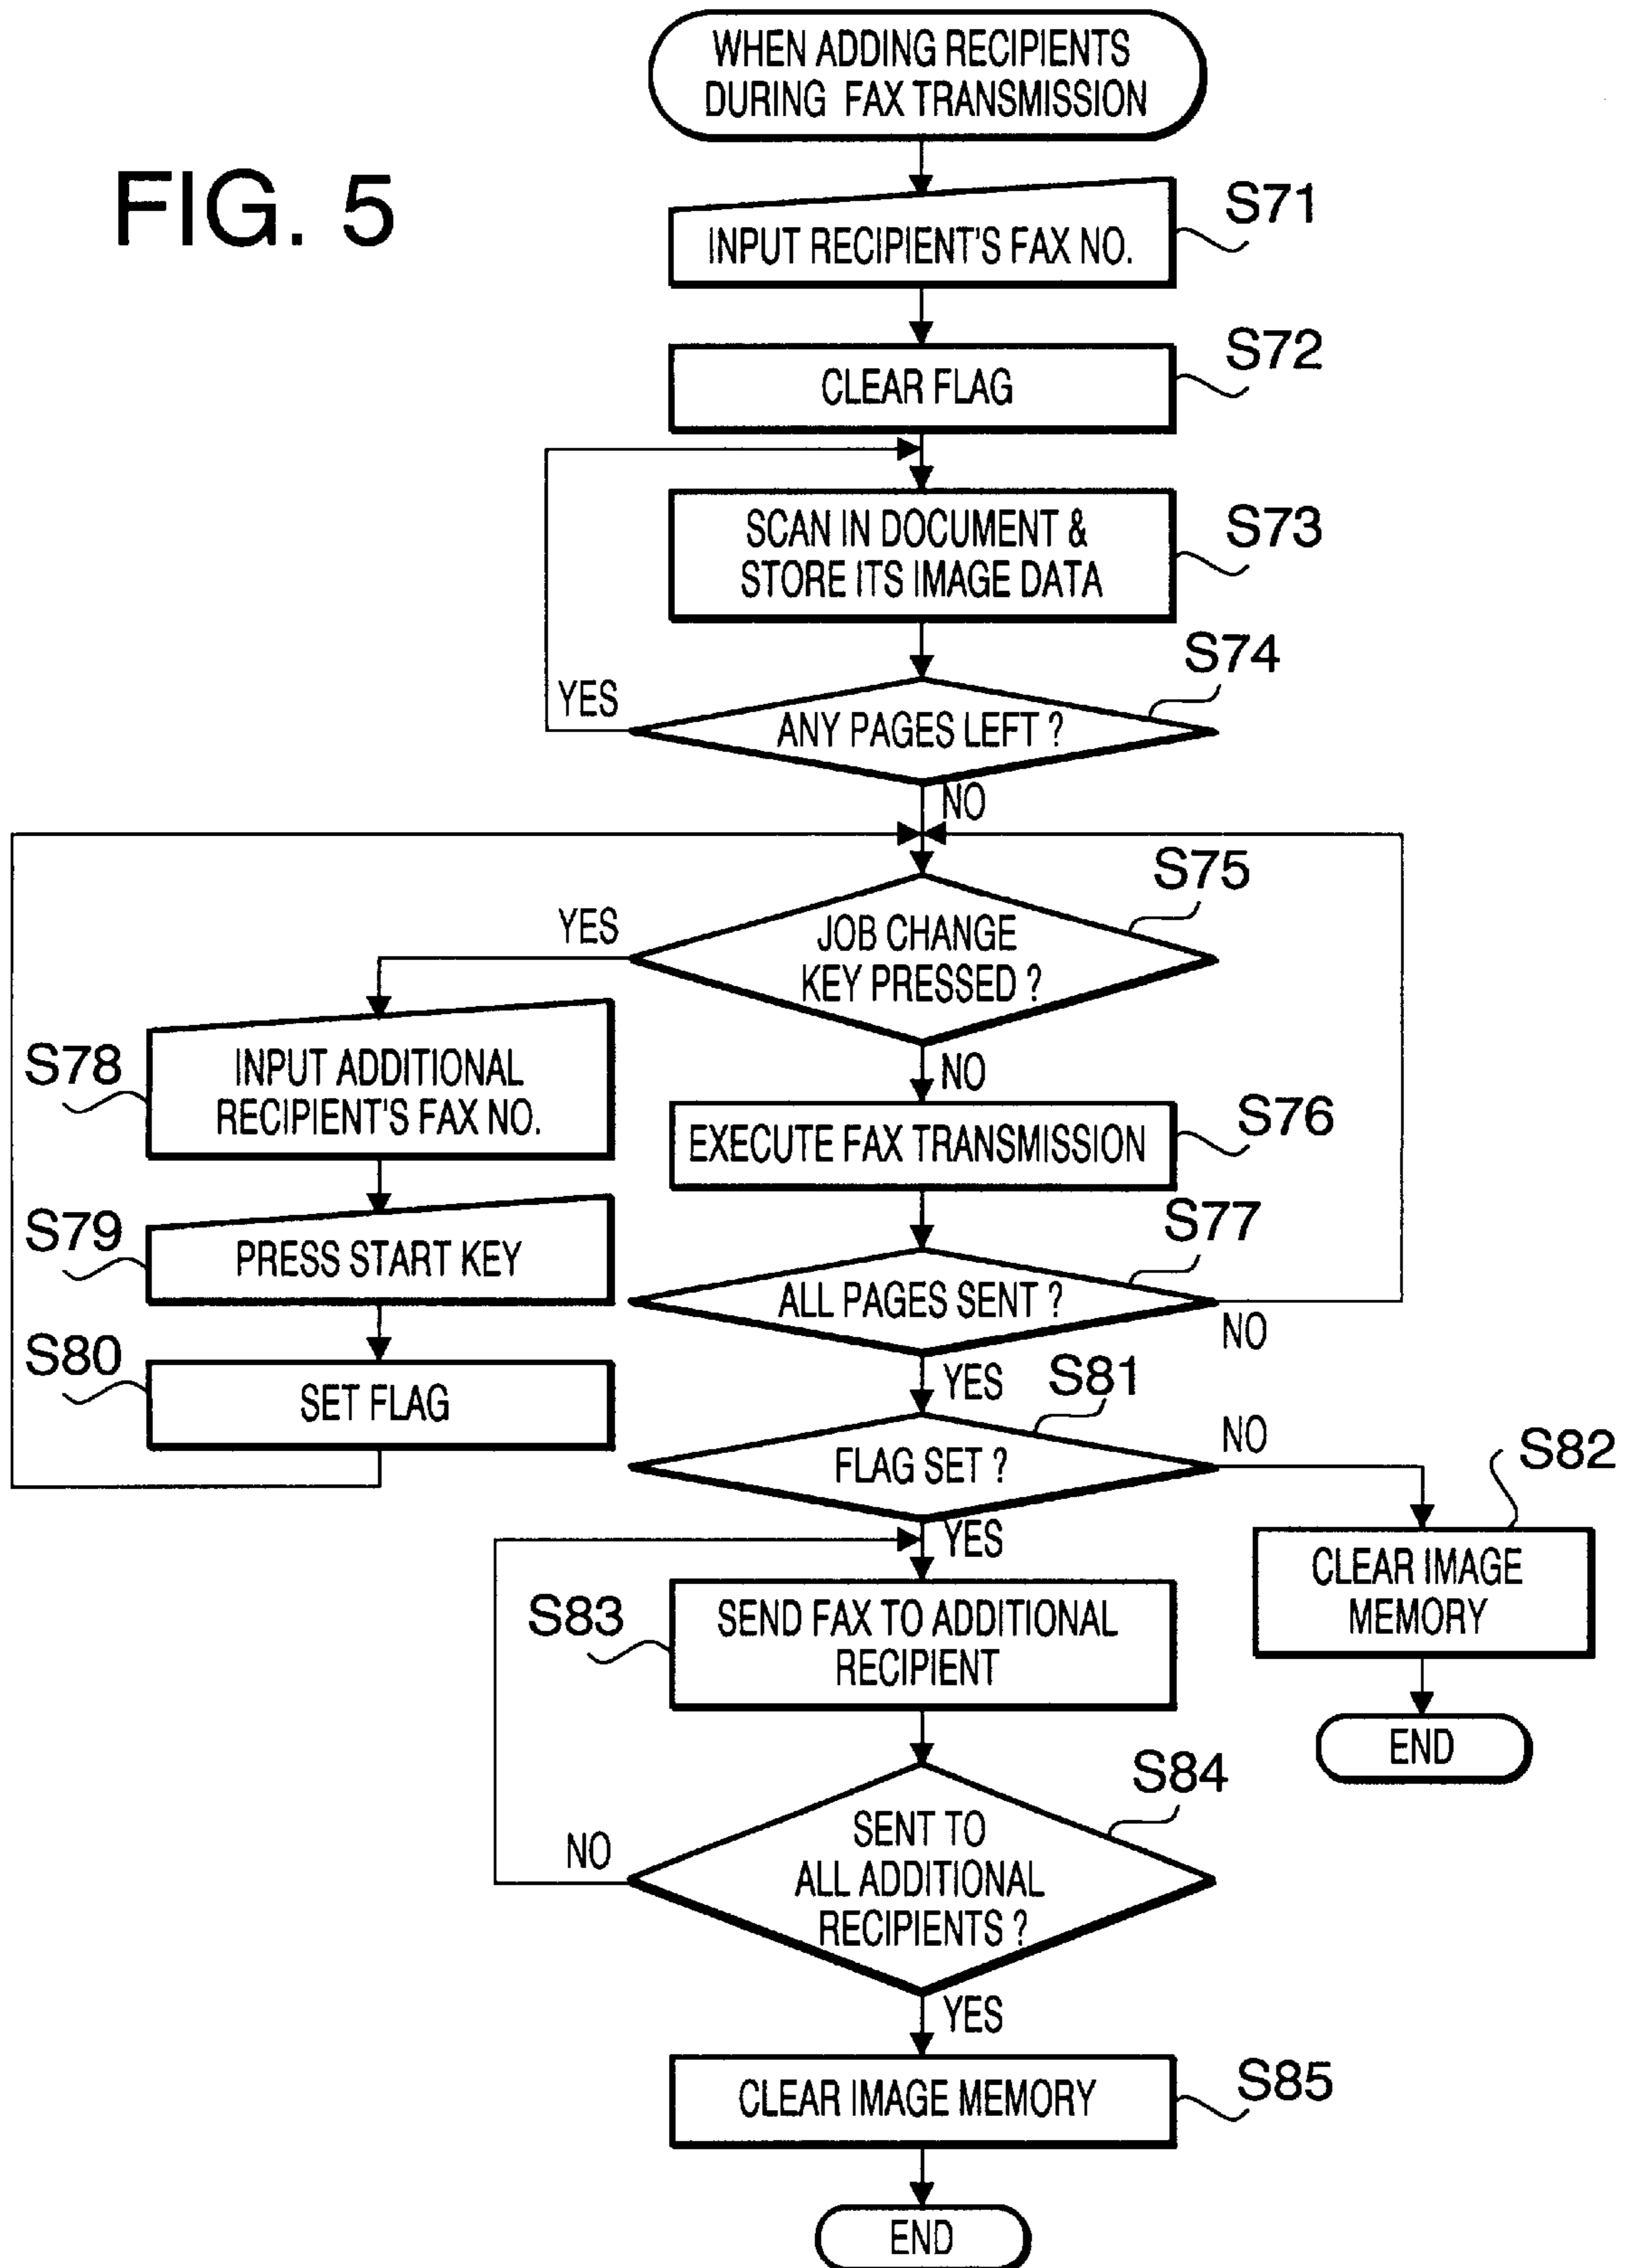 WHEN ADDING RECIPIENTS
DURING FAX TRANSMISSION
FIG. 5
S71
INPUT RECIPIENT'S FAX NO.
S72
CLEAR FLAG
S73
SCAN IN DOCUMENT &
STORE ITS IMAGE DATA
S74
YES
ANY PAGES LEFT ?
NO
S75
YES
JOB CHANGE
KEY PRESSED ?
NO
S78
INPUT ADDITIONAL
RECIPIENT'S FAX NO.
S76
EXECUTE FAX TRANSMISSION
S79
PRESS START KEY
S77
ALL PAGES SENT ?
NO
YES
S80
SET FLAG
S81
FLAG SET ?
NO
YES
S82
CLEAR IMAGE
MEMORY
END
S83
SEND FAX TO ADDITIONAL
RECIPIENT
S84
NO
SENT TO
ALL ADDITIONAL
RECIPIENTS ?
YES
S85
CLEAR IMAGE MEMORY
END